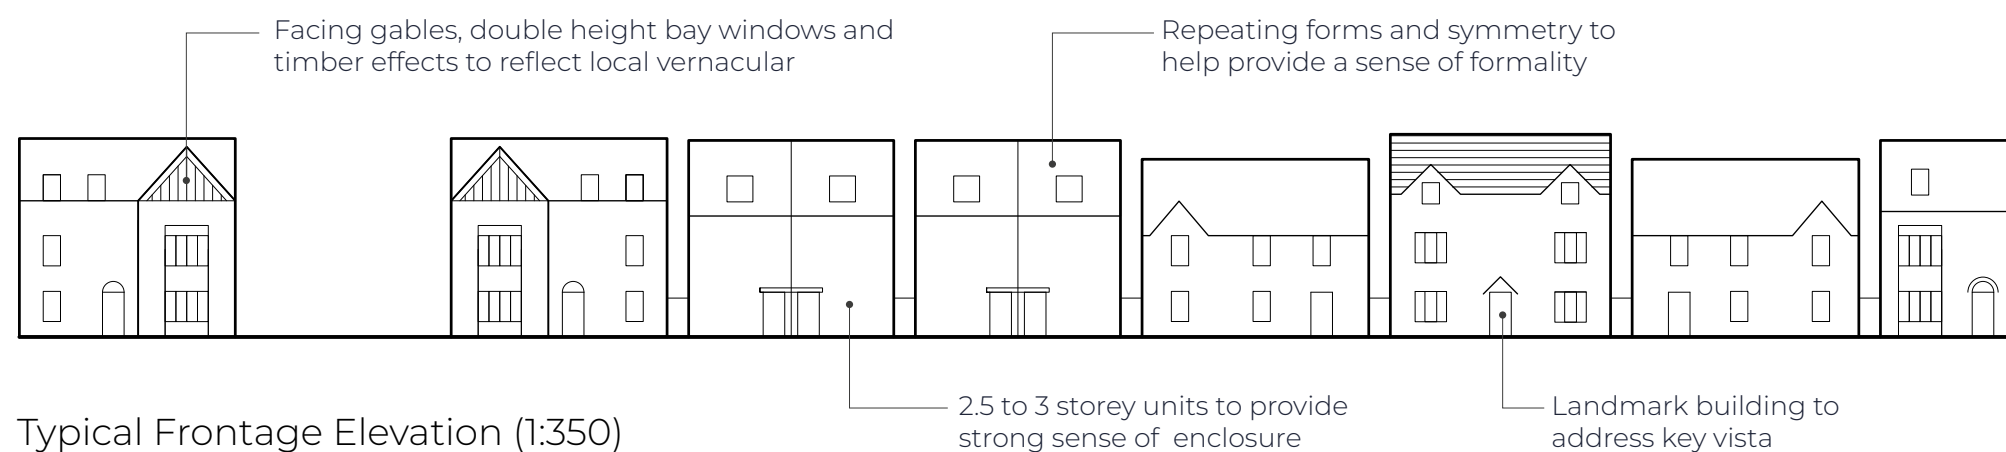 Facing gables, double height bay windows and
timber effects to reflect local vernacular
Repeating forms and symmetry to
help provide a sense of formality
2.5 to 3 storey units to provide
strong sense of  enclosure
Landmark building to
address key vista
Typical Frontage Elevation (1:350)